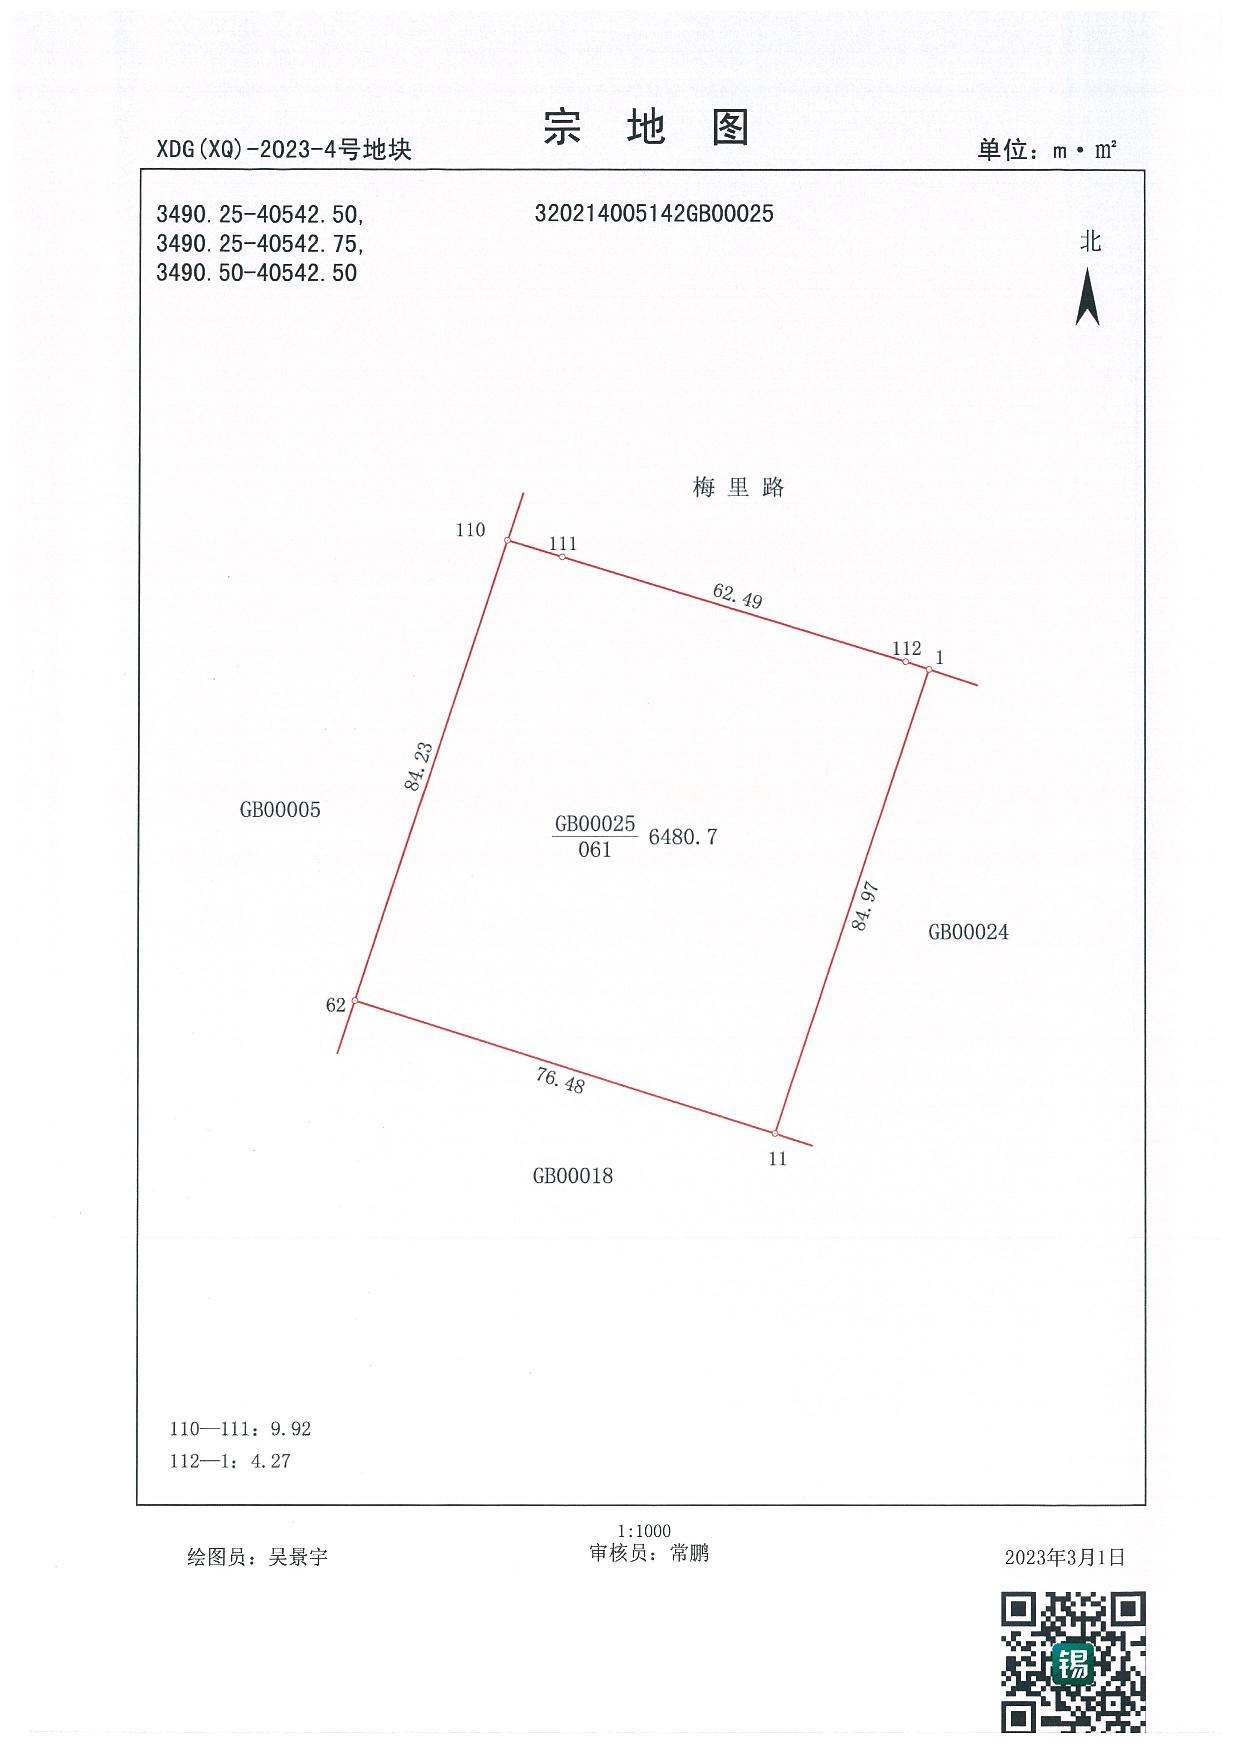 宗 地 图
XDG(XQ)-2023-4号地块
单位：m·㎡
3490.25-40542.50,
3490.25-40542.75,
3490.50-40542.50
320214005142GB00025
北
梅里路
110
111
62.49
112
1
84.23
GB00005
GB00025
061
6480.7
84.97
GB00024
62
76.48
11
GB00018
110—111：9.92
112—1：4.27
1:1000
绘图员：吴景宇
审核员：常鹏
2023年3月1日
锡